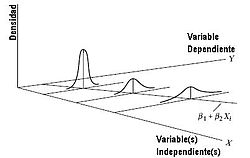 Densidad
Variable
Dependiente
Y
β₁ + β₂ Xᵢ
X
Variable(s)
Independiente(s)